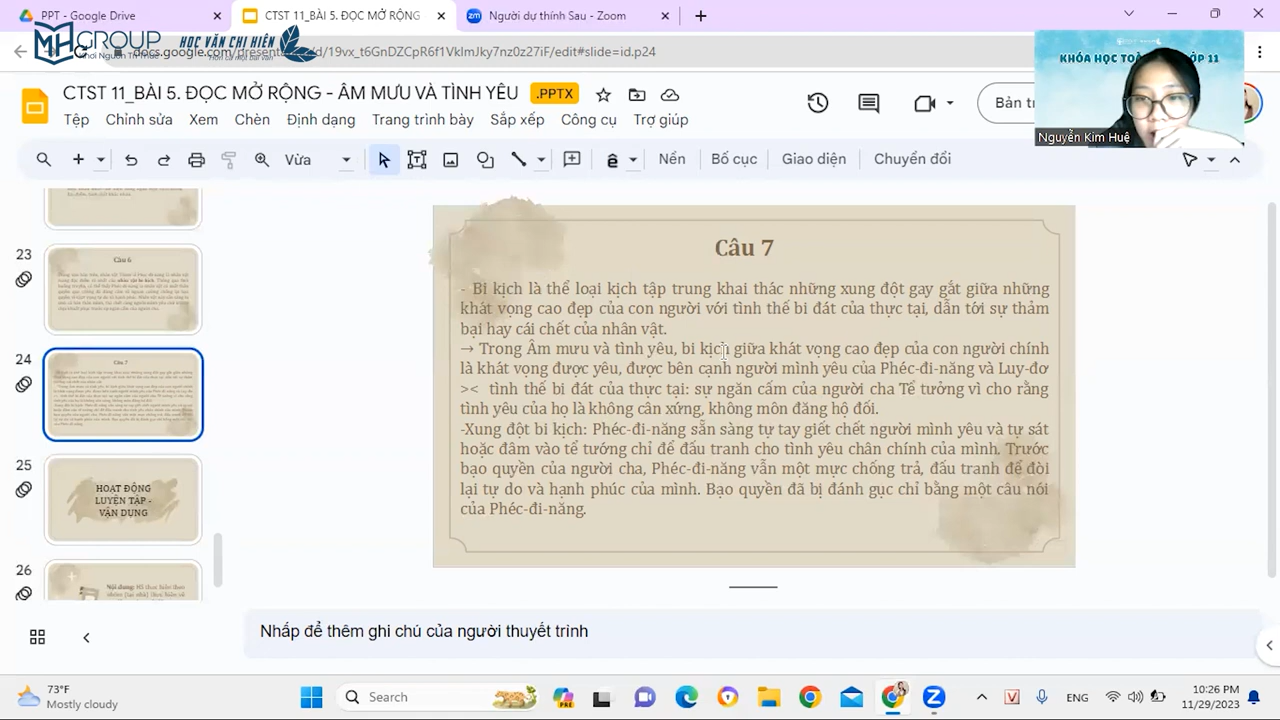 PPT - Google Drive
CTST 11_BÀI 5. ĐỌC MỞ RỘNG
Người dự thính Sau - Zoom
MH GROUP
Khơi Nguồn Tri Thức
HỌC VĂN CHỊ HIÊN
docs.google.com/presentation/d/19vx_t6GnDZCpR6f1VklmJky7nz0z27iF/edit#slide=id.p24
CTST 11_BÀI 5. ĐỌC MỞ RỘNG - ÂM MƯU VÀ TÌNH YÊU
.PPTX
Bản tr
Tệp Chỉnh sửa Xem Chèn Định dạng Trang trình bày Sắp xếp Công cụ Trợ giúp
KHÓA HỌC TOÀ
ỚP 11
Nguyễn Kim Huệ
Vừa
Nền Bố cục Giao diện Chuyển đổi
23
Câu 6
24
Câu 7
25
HOẠT ĐỘNG
LUYỆN TẬP -
VẬN DỤNG
26
Câu 7
- Bi kịch là thể loại kịch tập trung khai thác những xung đột gay gắt giữa những
khát vọng cao đẹp của con người với tình thế bi đát của thực tại, dẫn tới sự thảm
bại hay cái chết của nhân vật.
→ Trong Âm mưu và tình yêu, bi kịch giữa khát vọng cao đẹp của con người chính
là khát vọng được yêu, được bên cạnh người mình yêu của Phéc-đi-năng và Luy-đơ
>< tình thế bi đát của thực tại: sự ngăn cấm của người cha Tể tướng vì cho rằng
tình yêu của họ là không cân xứng, không môn đăng hộ đối.
-Xung đột bi kịch: Phéc-đi-năng sẵn sàng tự tay giết chết người mình yêu và tự sát
hoặc đâm vào tể tướng chỉ để đấu tranh cho tình yêu chân chính của mình. Trước
bạo quyền của người cha, Phéc-đi-năng vẫn một mực chống trả, đấu tranh để đòi
lại tự do và hạnh phúc của mình. Bạo quyền đã bị đánh gục chỉ bằng một câu nói
của Phéc-đi-năng.
Nhấp để thêm ghi chú của người thuyết trình
73°F
Mostly cloudy
Search
ENG
10:26 PM
11/29/2023